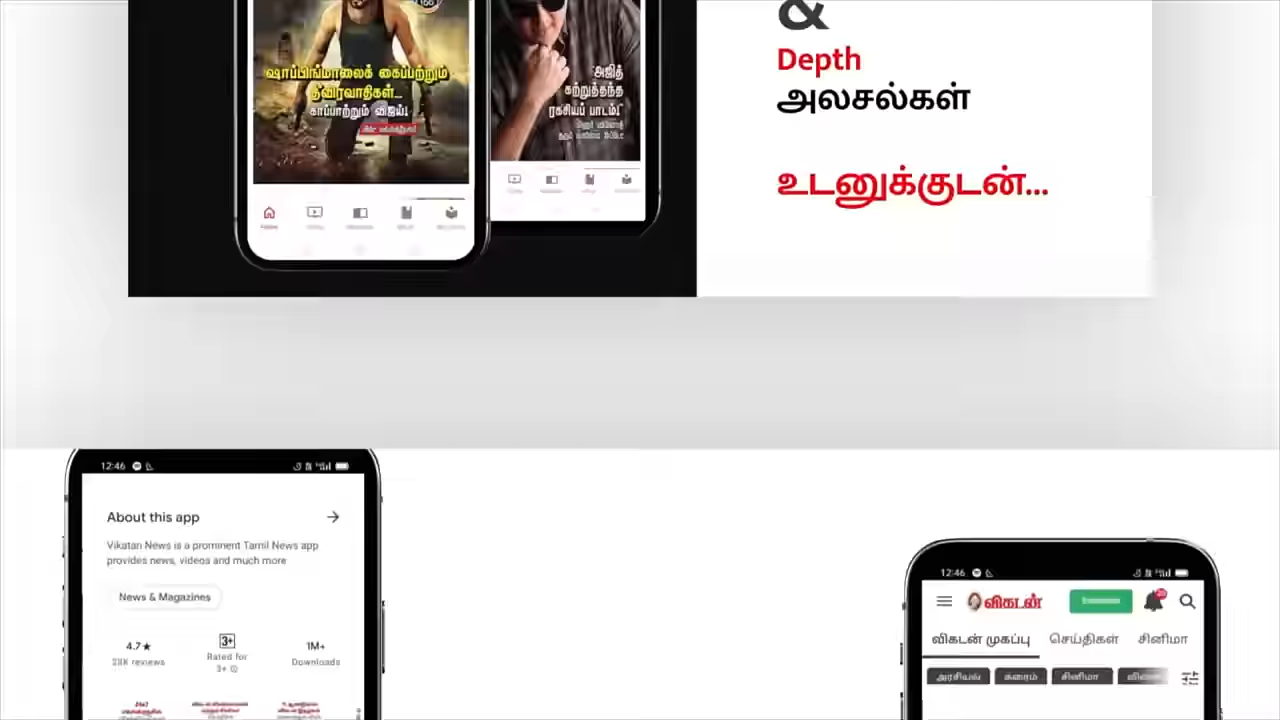 &
Depth
அலசல்கள்
உடனுக்குடன்...
ஷாப்பிங்மாலைக் கைப்பற்றும்
தீவிரவாதிகள்...
காப்பாற்றும் விஜய்!
"அஜித்
கற்றுத்தந்த
ரகசியப் பாடம்!"
12:46
About this app
Vikatan News is a prominent Tamil News app
provides news, videos and much more
News & Magazines
4.7★
3+
1M+
reviews
Rated for
3+
Downloads
12:46
விகடன்
விகடன் முகப்பு செய்திகள் சினிமா
அரசியல் க்ரைம் சினிமா